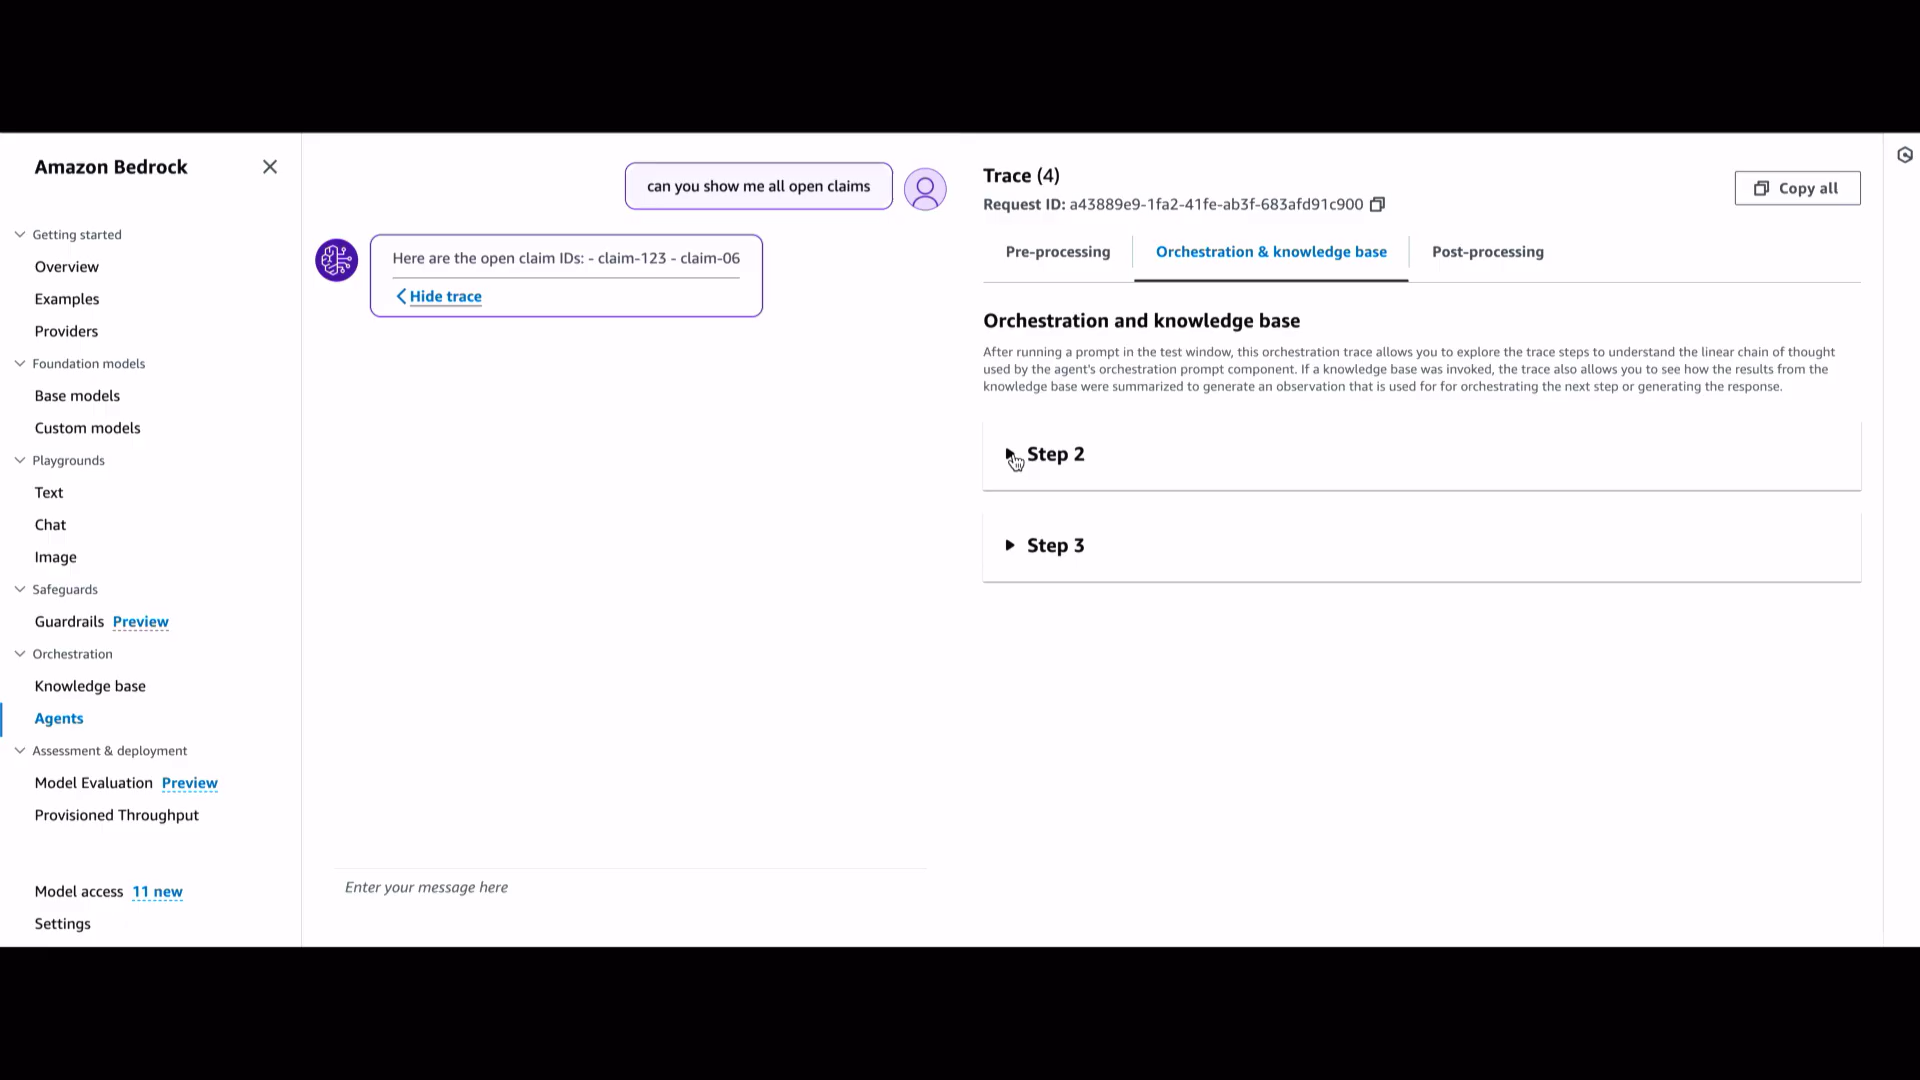 Amazon Bedrock
Getting started
Overview
Examples
Providers
Foundation models
Base models
Custom models
Playgrounds
Text
Chat
Image
Safeguards
Guardrails Preview
Orchestration
Knowledge base
Agents
Assessment & deployment
Model Evaluation Preview
Provisioned Throughput
Model access 11 new
Settings
can you show me all open claims
Here are the open claim IDs: - claim-123 - claim-06
Hide trace
Enter your message here
Trace (4)
Request ID: a43889e9-1fa2-41fe-ab3f-683afd91c900
Copy all
Pre-processing
Orchestration & knowledge base
Post-processing
Orchestration and knowledge base
After running a prompt in the test window, this orchestration trace allows you to explore the trace steps to understand the linear chain of thought
used by the agent's orchestration prompt component. If a knowledge base was invoked, the trace also allows you to see how the results from the
knowledge base were summarized to generate an observation that is used for for orchestrating the next step or generating the response.
Step 2
Step 3